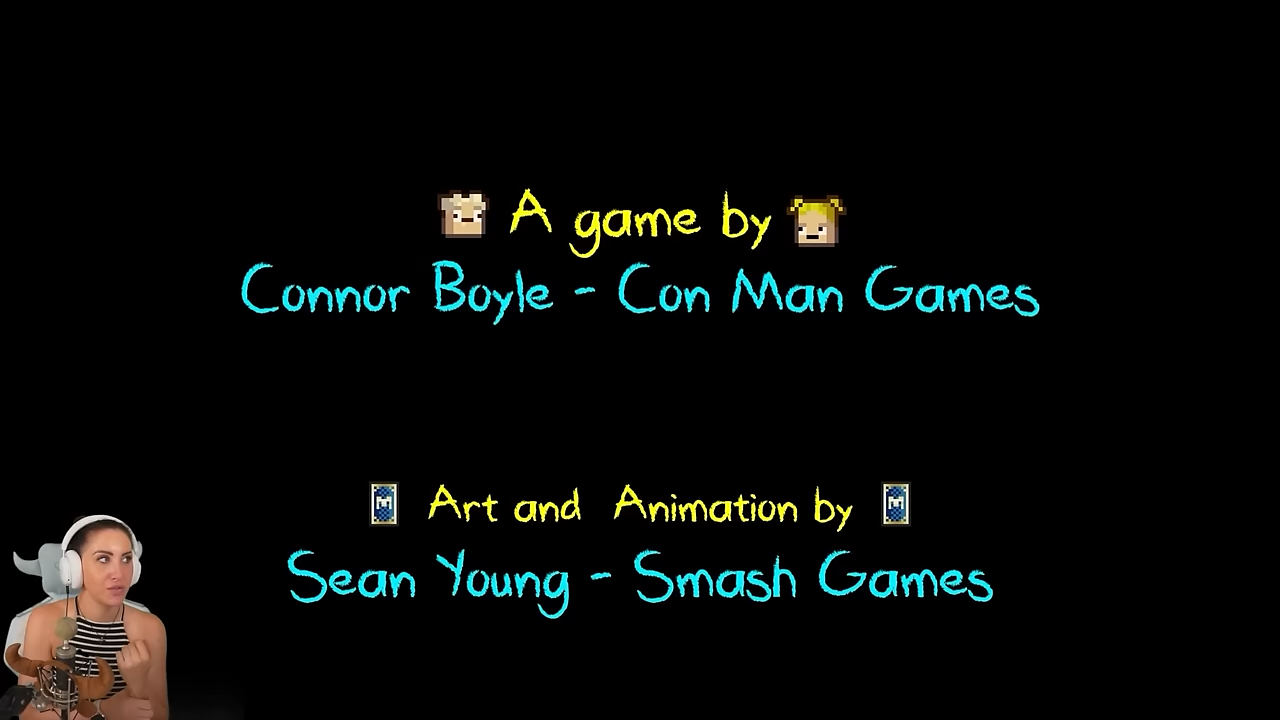 A game by
Connor Boyle - Con Man Games
Art and Animation by
Sean Young - Smash Games